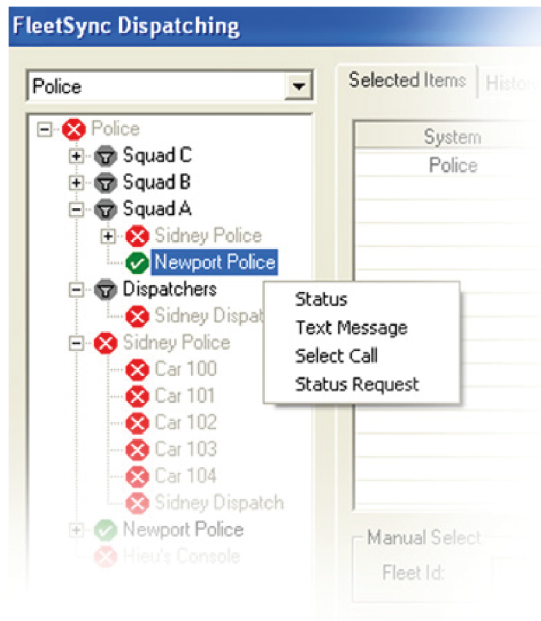 FleetSync Dispatching
Police
Selected Items
History
System
Police
Police
Squad C
Squad B
Squad A
Sidney Police
Newport Police
Dispatchers
Sidney Dispat
Status
Text Message
Select Call
Status Request
Sidney Police
Car 100
Car 101
Car 102
Car 103
Car 104
Sidney Dispatch
Newport Police
Hieu's Console
Manual Select
Fleet Id: